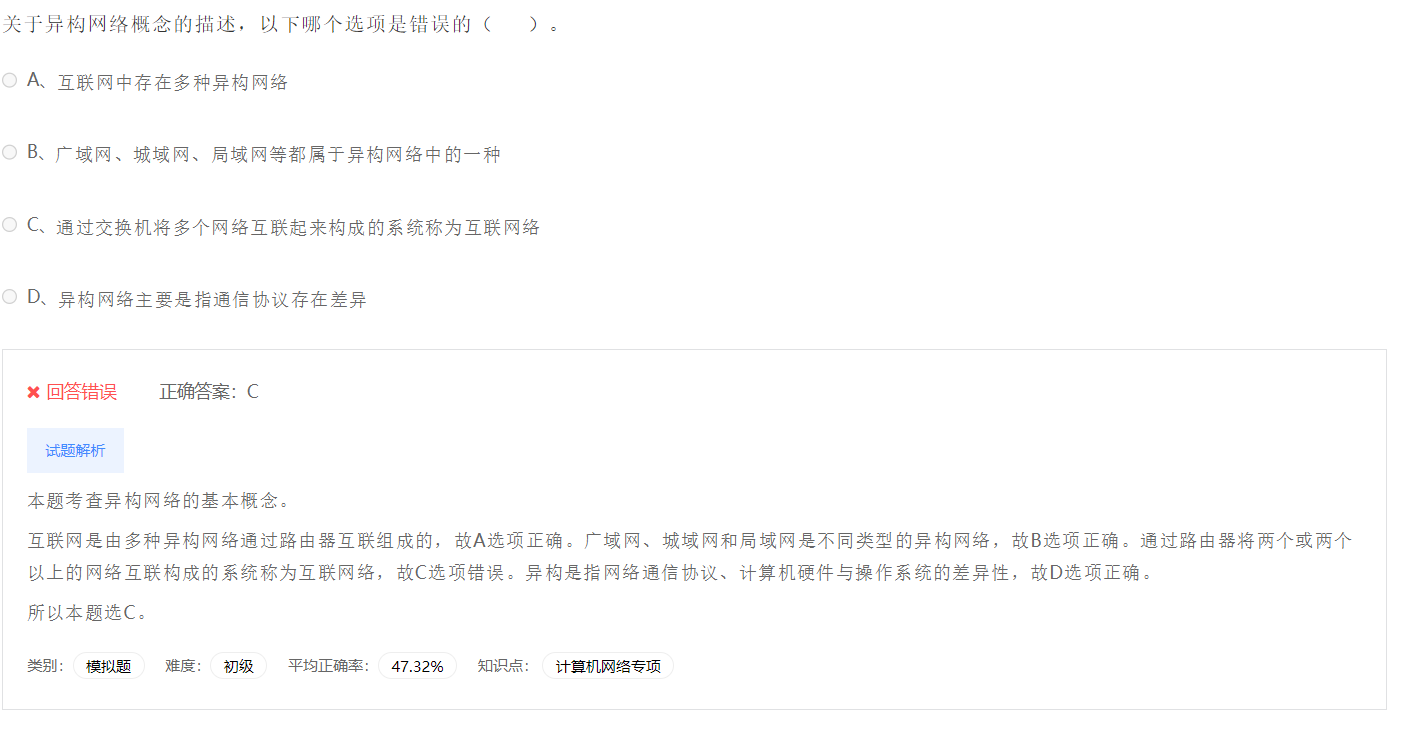 关于异构网络概念的描述，以下哪个选项是错误的（　　）。
A、互联网中存在多种异构网络
B、广域网、城域网、局域网等都属于异构网络中的一种
C、通过交换机将多个网络互联起来构成的系统称为互联网络
D、异构网络主要是指通信协议存在差异
✖ 回答错误 正确答案：C
试题解析
本题考查异构网络的基本概念。
互联网是由多种异构网络通过路由器互联组成的，故A选项正确。广域网、城域网和局域网是不同类型的异构网络，故B选项正确。通过路由器将两个或两个
以上的网络互联构成的系统称为互联网络，故C选项错误。异构是指网络通信协议、计算机硬件与操作系统的差异性，故D选项正确。
所以本题选C。
类别： 模拟题 难度： 初级 平均正确率： 47.32% 知识点： 计算机网络专项